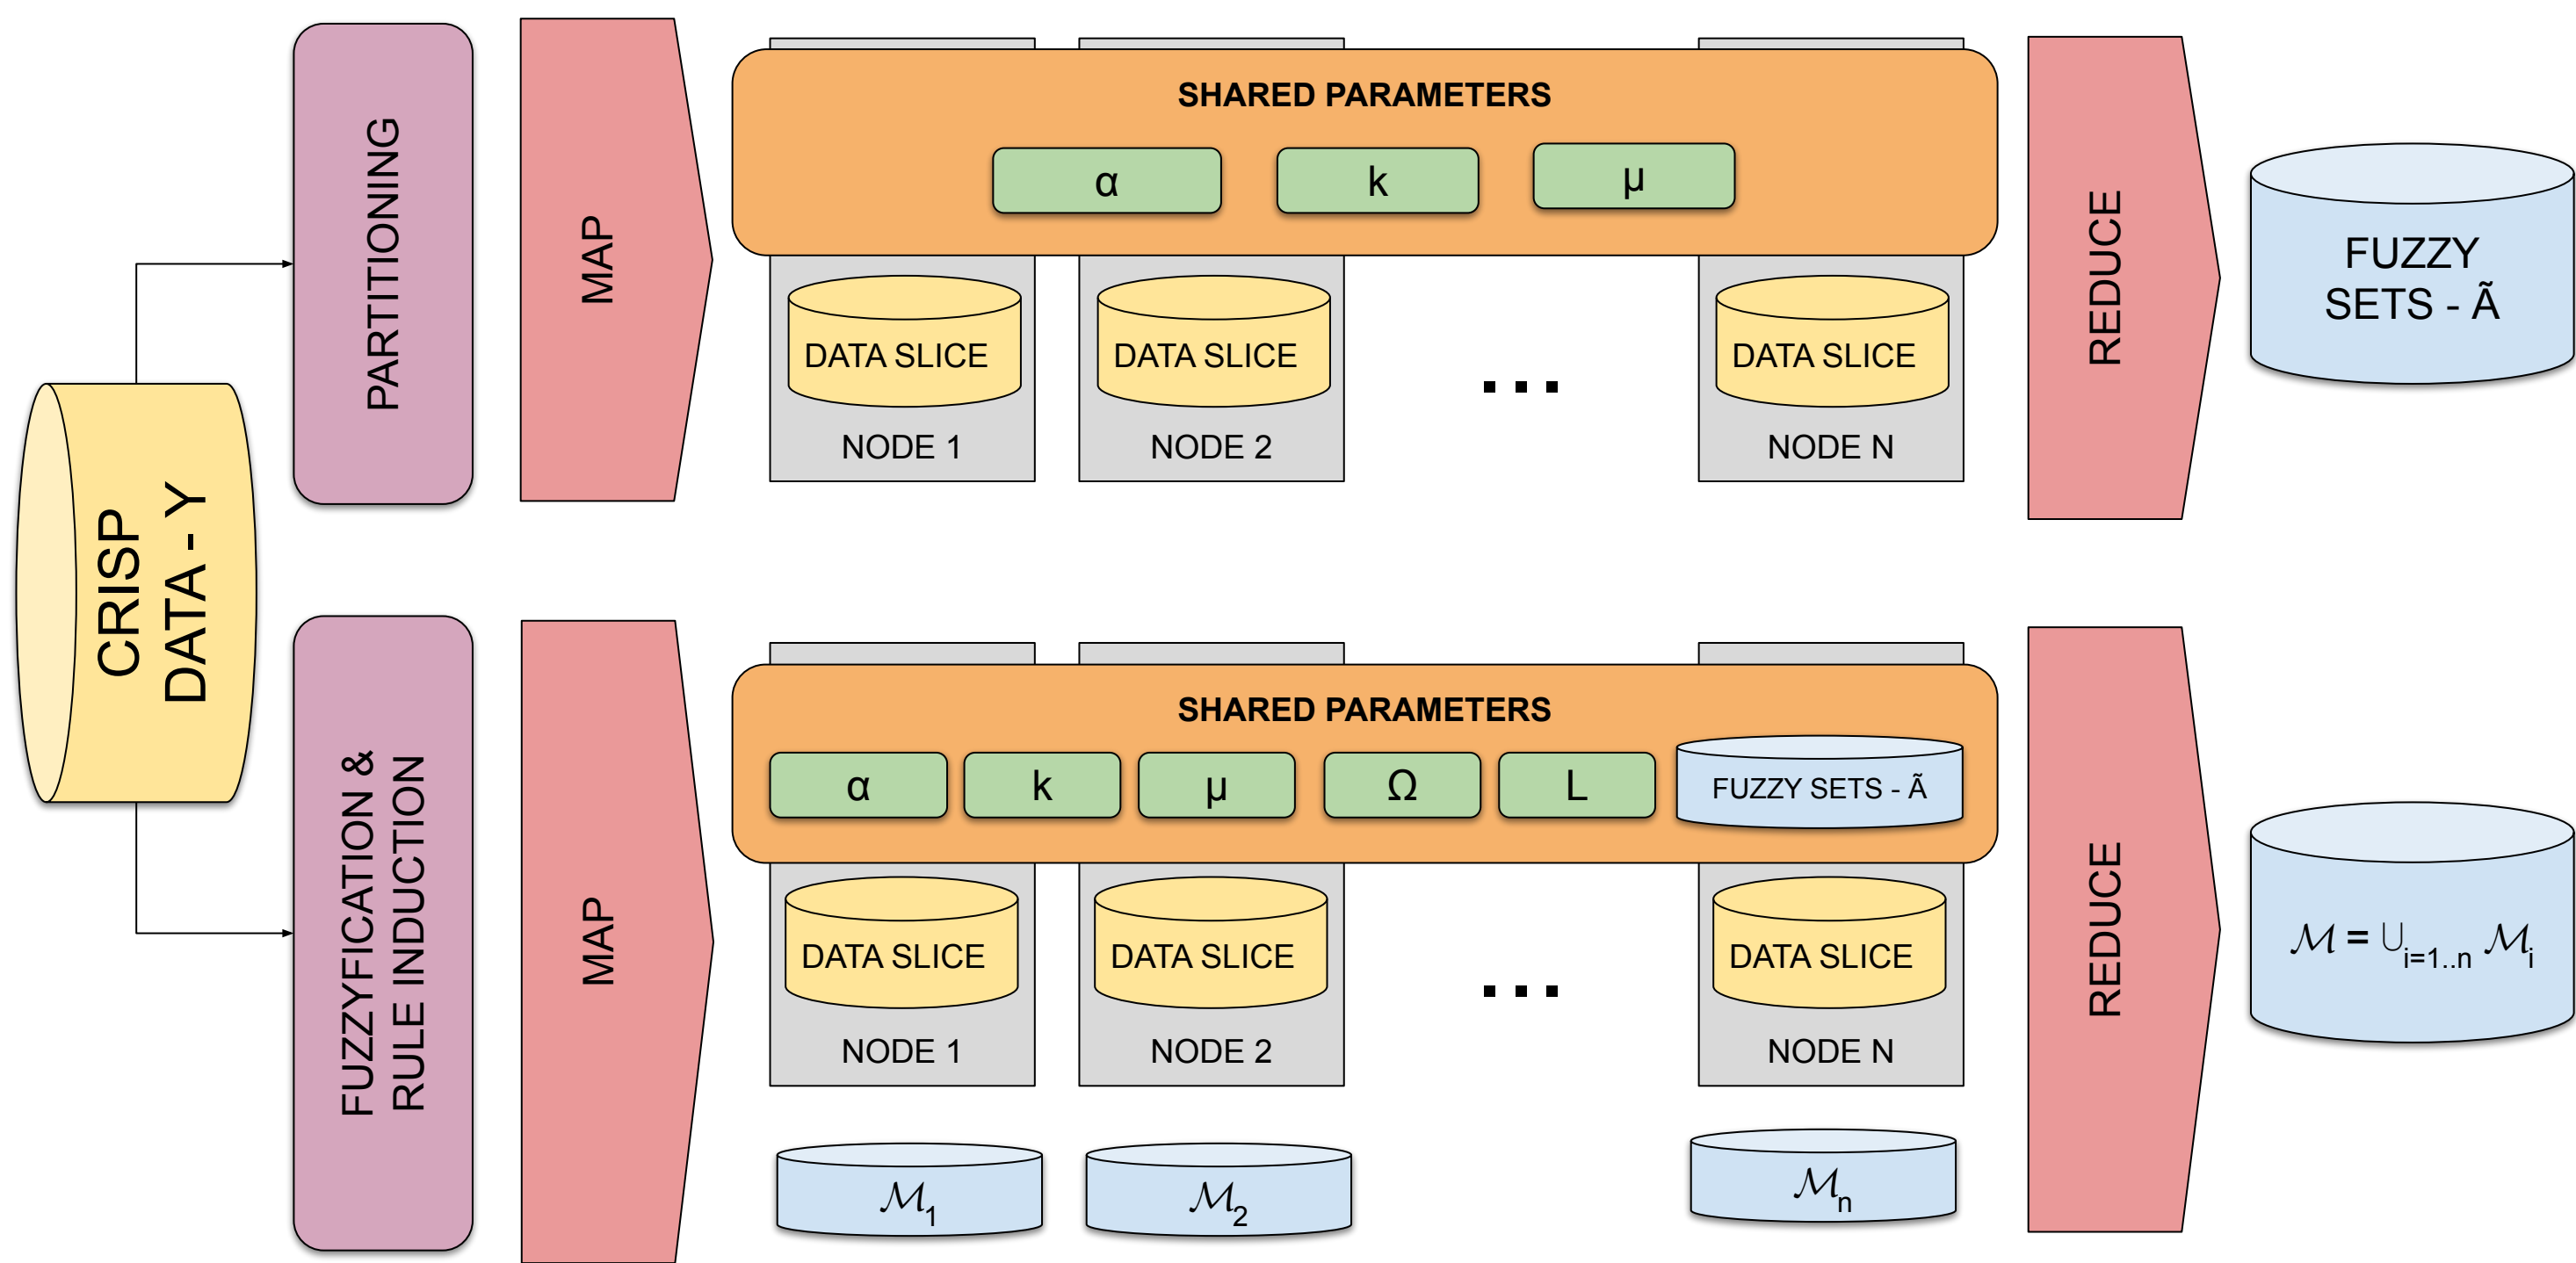 CRISP
DATA - Y
PARTITIONING
MAP
SHARED PARAMETERS
α
k
μ
DATA SLICE
DATA SLICE
DATA SLICE
...
NODE 1
NODE 2
NODE N
REDUCE
FUZZY
SETS - Ã
FUZZYFICATION &
RULE INDUCTION
MAP
SHARED PARAMETERS
α
k
μ
Ω
L
FUZZY SETS - Ã
DATA SLICE
DATA SLICE
DATA SLICE
...
NODE 1
NODE 2
NODE N
ℳ1
ℳ2
ℳn
REDUCE
ℳ = ∪i=1..n ℳi